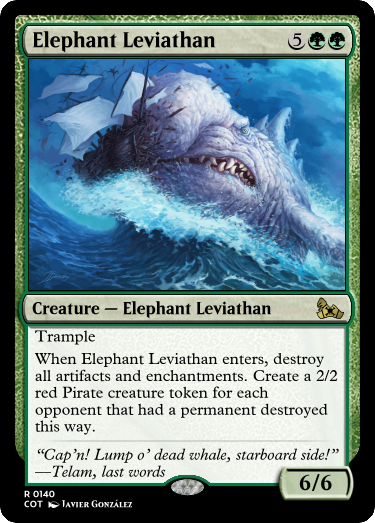 Elephant Leviathan 5
Creature — Elephant Leviathan
Trample
When Elephant Leviathan enters, destroy
all artifacts and enchantments. Create a 2/2
red Pirate creature token for each
opponent that had a permanent destroyed
this way.
“Cap’n! Lump o’ dead whale, starboard side!”
—Telam, last words
6/6
R 0140
COT Javier González